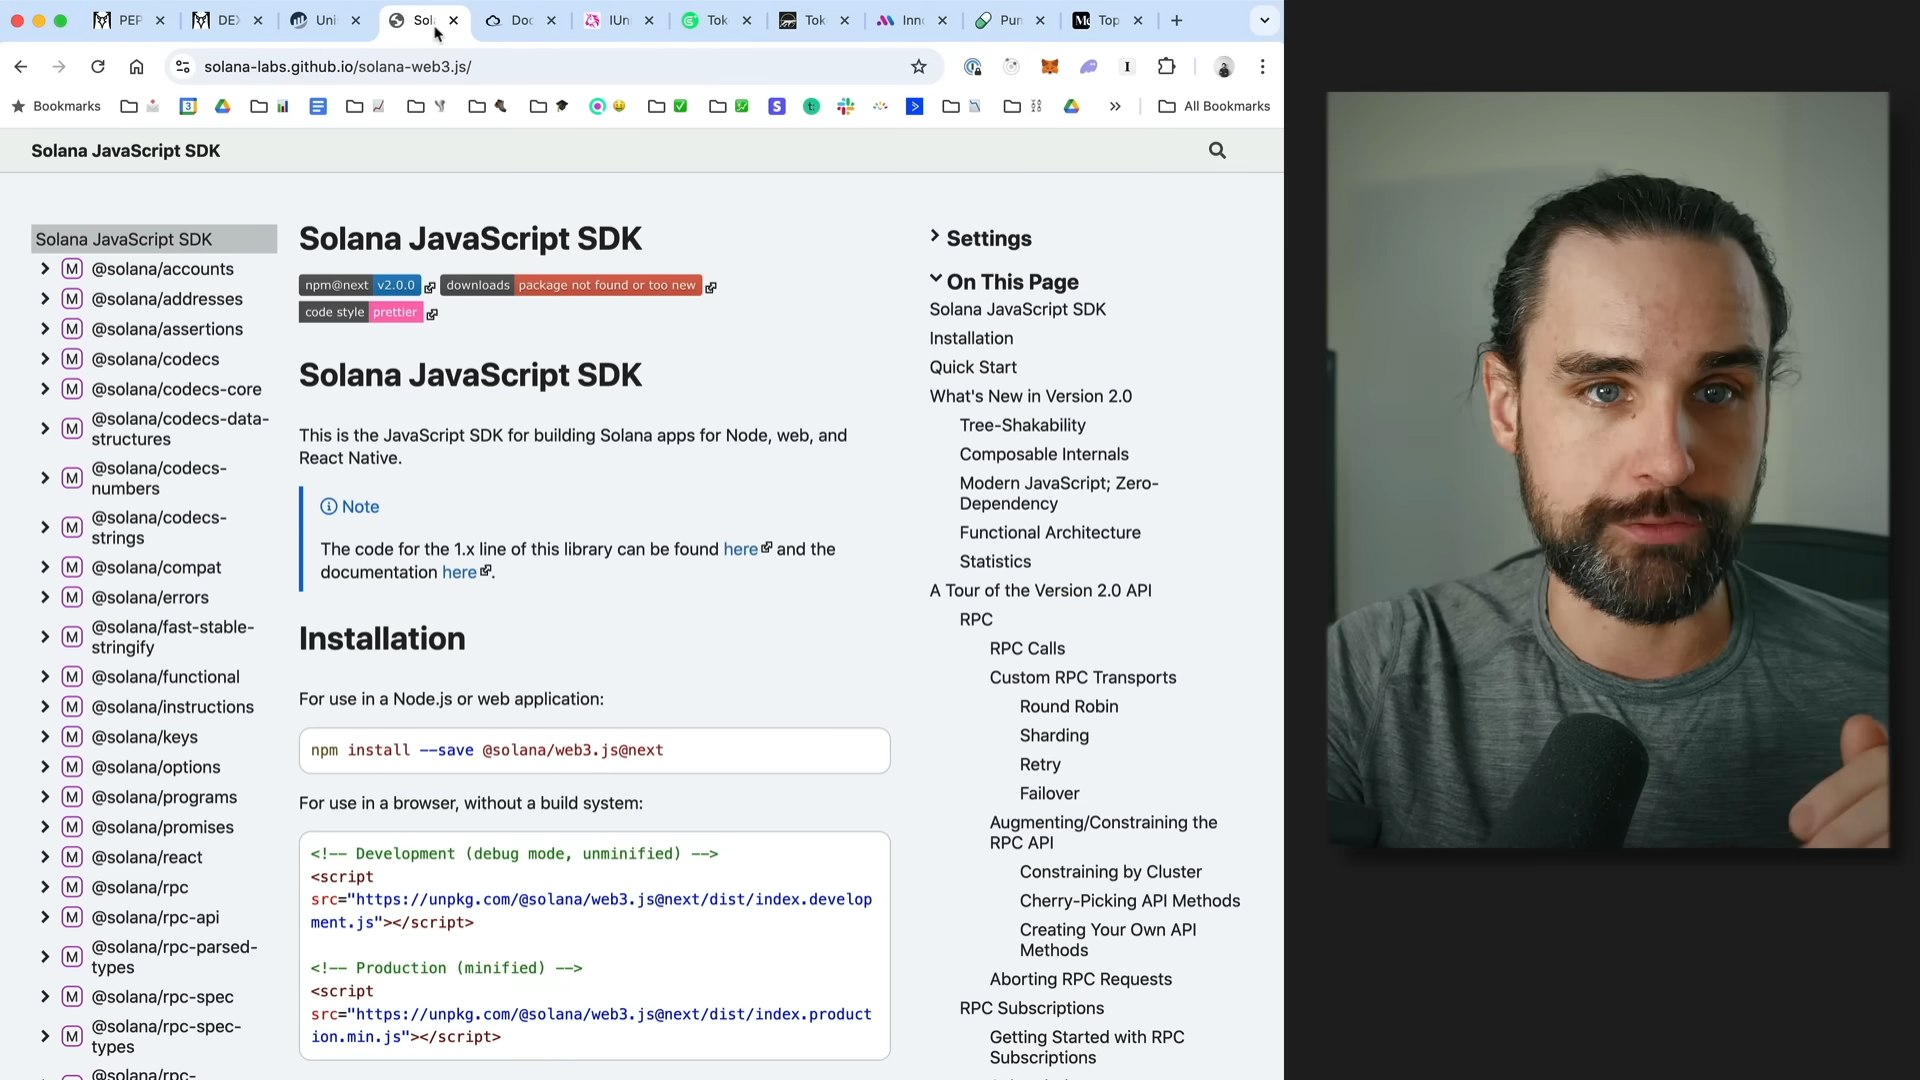 PEP
DEX
Uni
Sola
Doc
IUni
Tok
Tok
Inno
Pun
Top
solana-labs.github.io/solana-web3.js/
Bookmarks
All Bookmarks
Solana JavaScript SDK
Solana JavaScript SDK
@solana/accounts
@solana/addresses
@solana/assertions
@solana/codecs
@solana/codecs-core
@solana/codecs-data-
structures
@solana/codecs-
numbers
@solana/codecs-
strings
@solana/compat
@solana/errors
@solana/fast-stable-
stringify
@solana/functional
@solana/instructions
@solana/keys
@solana/options
@solana/programs
@solana/promises
@solana/react
@solana/rpc
@solana/rpc-api
@solana/rpc-parsed-
types
@solana/rpc-spec
@solana/rpc-spec-
types
@solana/rpc-
Solana JavaScript SDK
npm@next v2.0.0 downloads package not found or too new
code style prettier
Solana JavaScript SDK
This is the JavaScript SDK for building Solana apps for Node, web, and
React Native.
Note
The code for the 1.x line of this library can be found here and the
documentation here.
Installation
For use in a Node.js or web application:
npm install --save @solana/web3.js@next
For use in a browser, without a build system:
<!-- Development (debug mode, unminified) -->
<script
src="https://unpkg.com/@solana/web3.js@next/dist/index.develop
ment.js"></script>
<!-- Production (minified) -->
<script
src="https://unpkg.com/@solana/web3.js@next/dist/index.product
ion.min.js"></script>
Settings
On This Page
Solana JavaScript SDK
Installation
Quick Start
What's New in Version 2.0
Tree-Shakability
Composable Internals
Modern JavaScript; Zero-
Dependency
Functional Architecture
Statistics
A Tour of the Version 2.0 API
RPC
RPC Calls
Custom RPC Transports
Round Robin
Sharding
Retry
Failover
Augmenting/Constraining the
RPC API
Constraining by Cluster
Cherry-Picking API Methods
Creating Your Own API
Methods
Aborting RPC Requests
RPC Subscriptions
Getting Started with RPC
Subscriptions